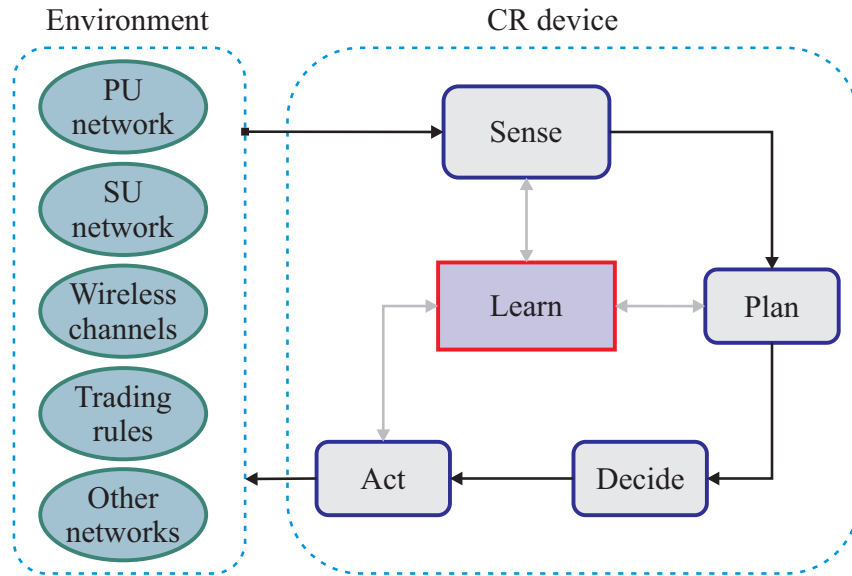 Environment
CR device
PU
network
SU
network
Wireless
channels
Trading
rules
Other
networks
Sense
Learn
Plan
Act
Decide